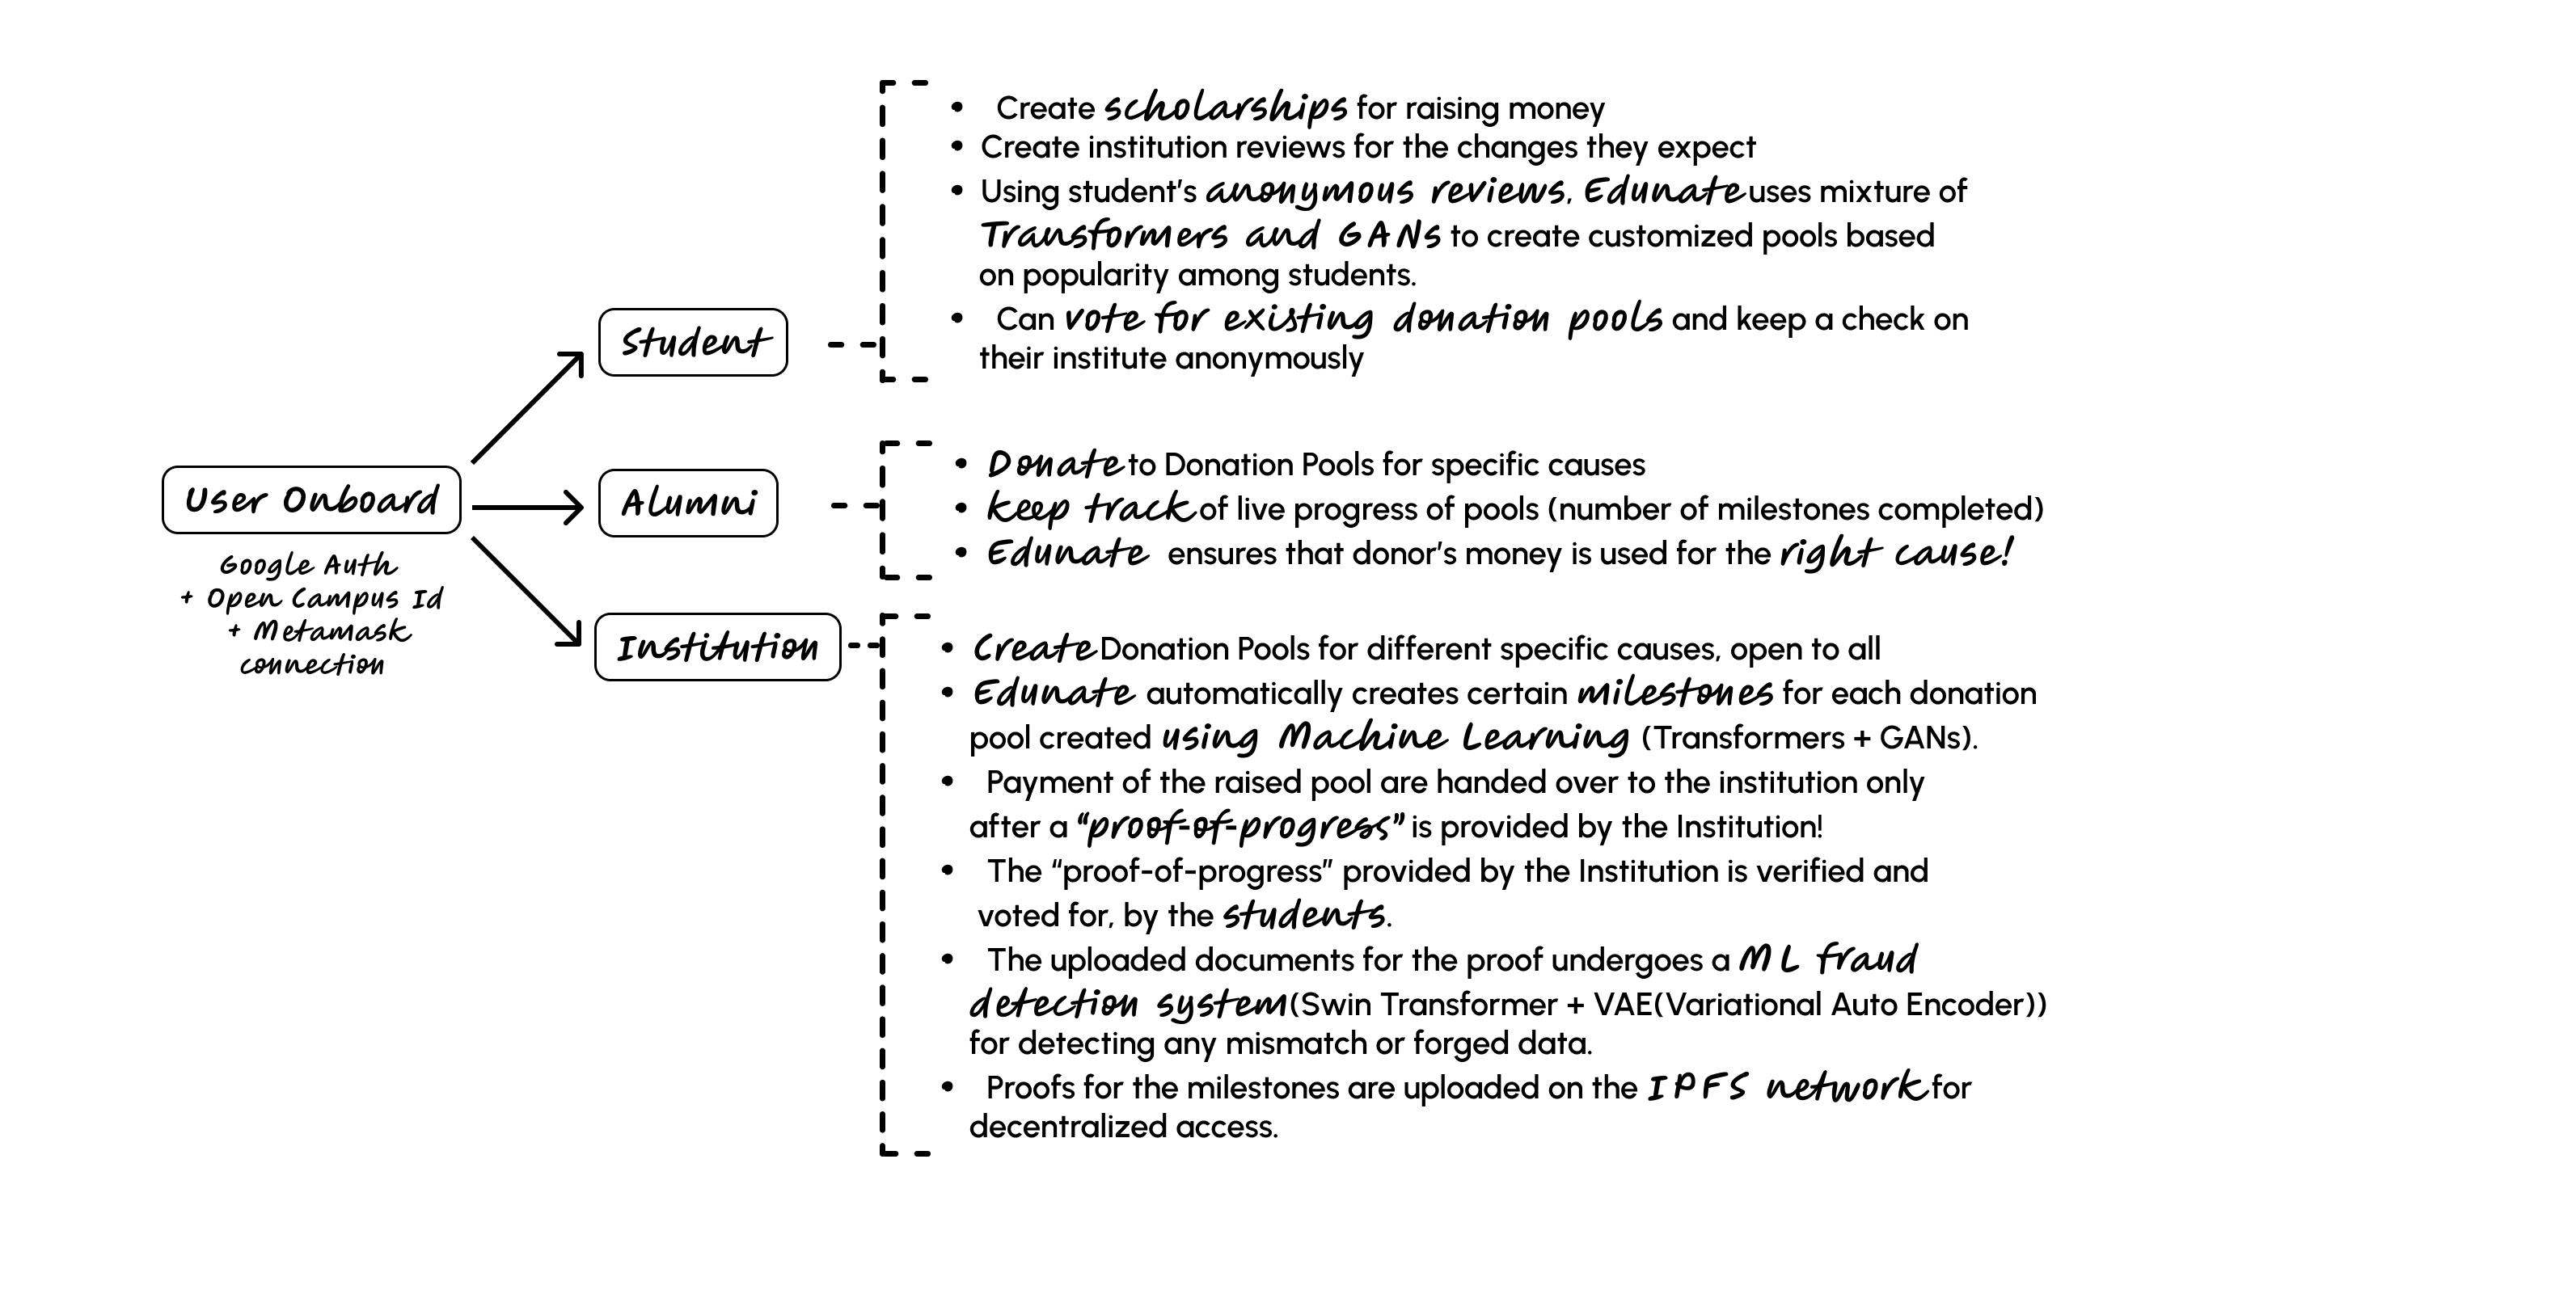 • Create scholarships for raising money
• Create institution reviews for the changes they expect
• Using student's anonymous reviews, Edunate uses mixture of
Transformers and GANs to create customized pools based
on popularity among students.
• Can vote for existing donation pools and keep a check on
their institute anonymously
Student
• Donate to Donation Pools for specific causes
• keep track of live progress of pools (number of milestones completed)
• Edunate ensures that donor's money is used for the right cause!
User Onboard
Alumni
Google Auth
+ Open Campus Id
+ Metamask
connection
Institution
• Create Donation Pools for different specific causes, open to all
• Edunate automatically creates certain milestones for each donation
pool created using Machine Learning (Transformers + GANs).
• Payment of the raised pool are handed over to the institution only
after a “proof-of-progress” is provided by the Institution!
• The “proof-of-progress” provided by the Institution is verified and
voted for, by the students.
• The uploaded documents for the proof undergoes a ML fraud
detection system(Swin Transformer + VAE(Variational Auto Encoder))
for detecting any mismatch or forged data.
• Proofs for the milestones are uploaded on the IPFS network for
decentralized access.